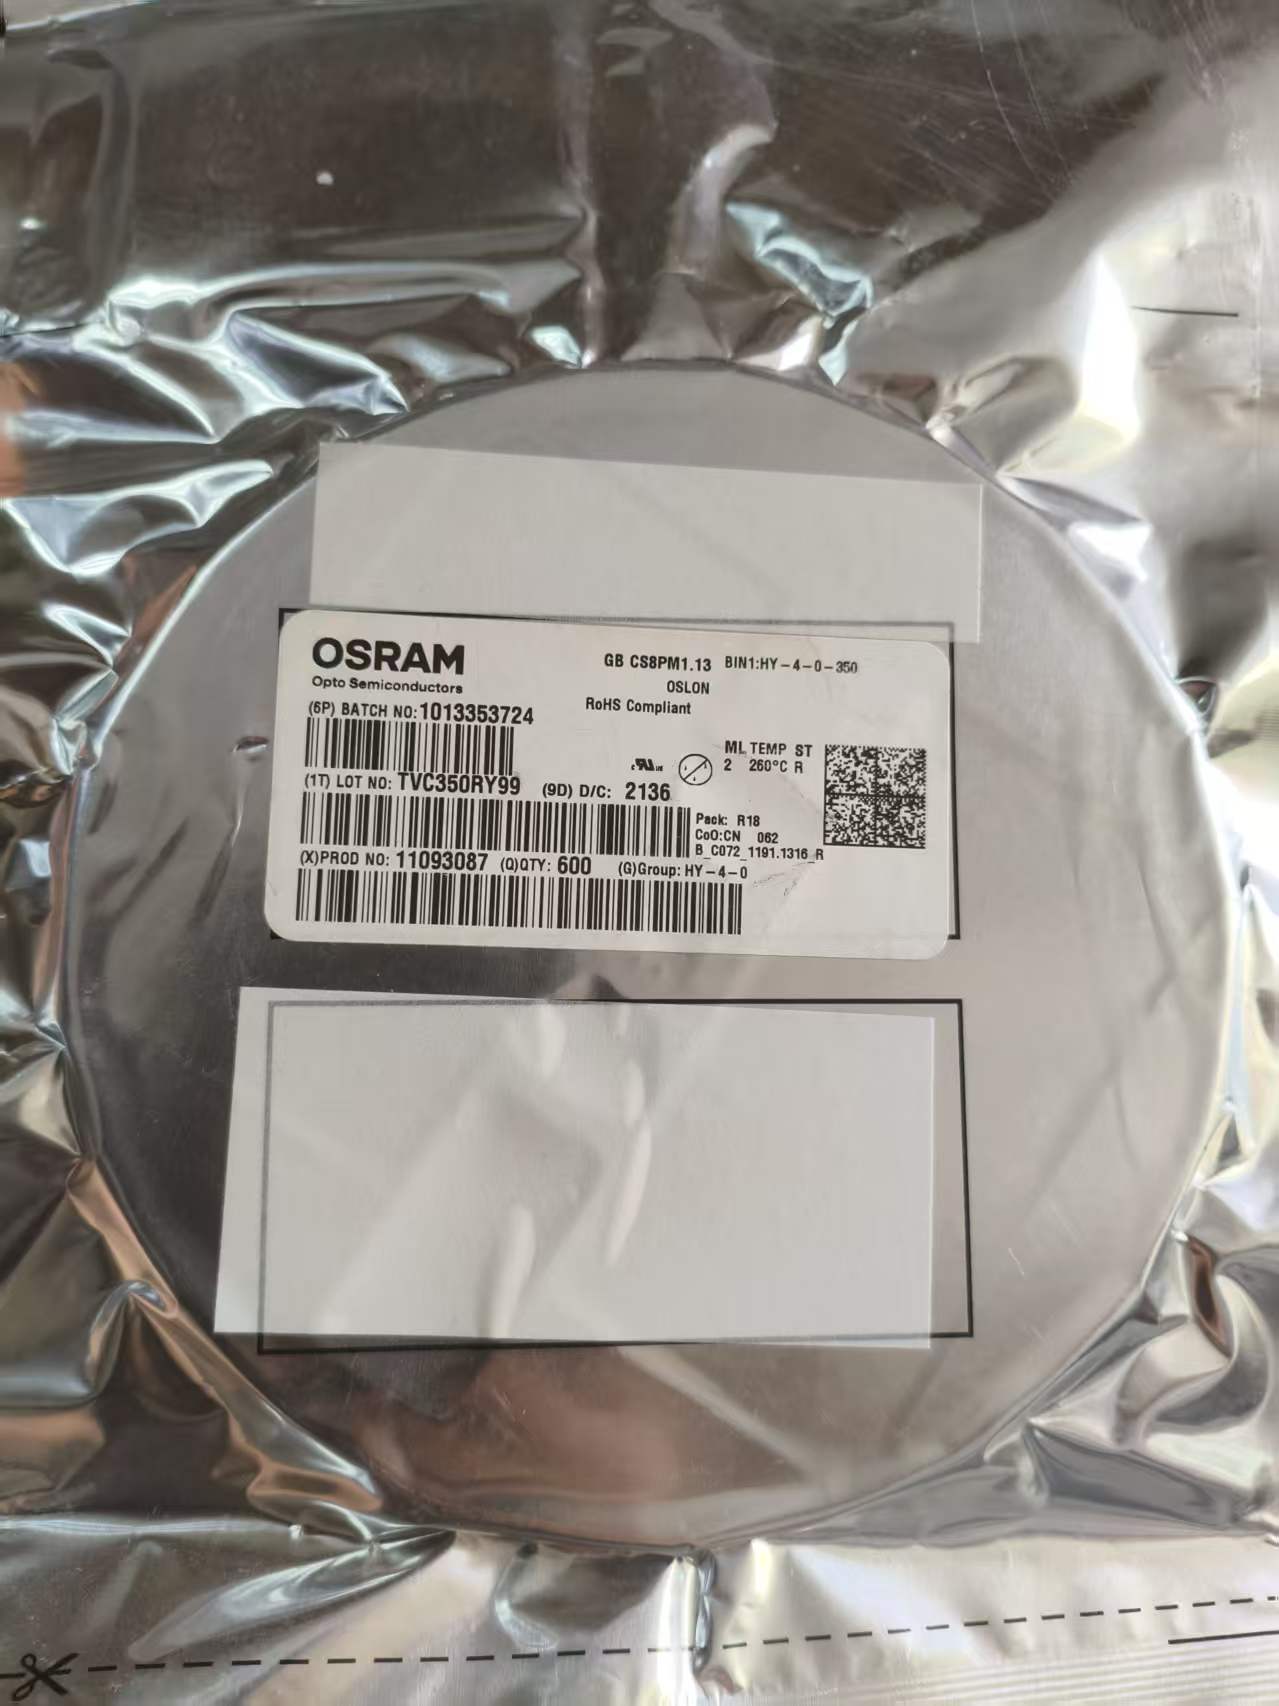 OSRAM
Opto Semiconductors
GB CS8PM1.13 BIN1:HY-4-0-350
OSLON
RoHS Compliant
(6P) BATCH NO:1013353724
ML TEMP ST
2 260°C R
(1T) LOT NO: TVC350RY99 (9D) D/C: 2136
Pack: R18
CoO:CN 062
B_C072_1191.1316_R
(X)PROD NO: 11093087 (Q)QTY: 600 (G)Group: HY-4-0